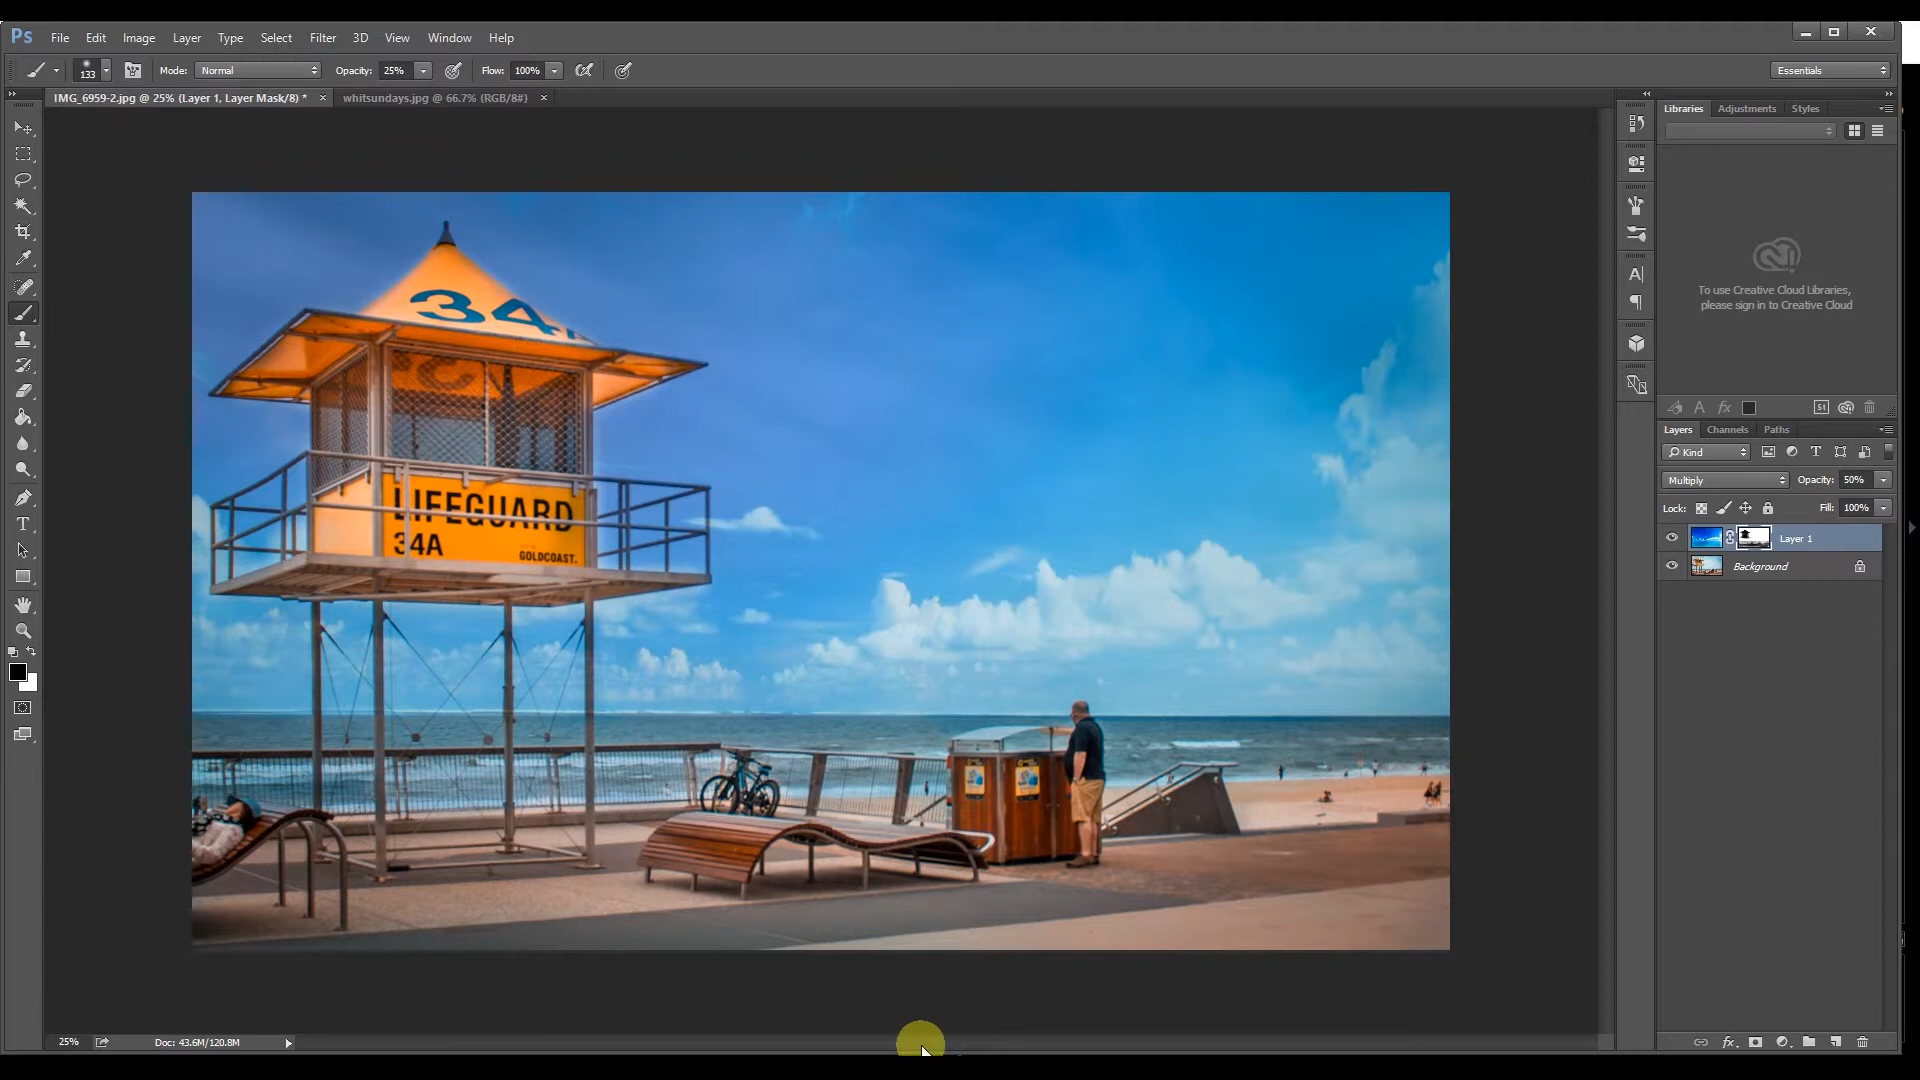 Ps File Edit Image Layer Type Select Filter 3D View Window Help
133 Mode: Normal Opacity: 25% Flow: 100% Essentials
IMG_6959-2.jpg @ 25% (Layer 1, Layer Mask/8) * × whitsundays.jpg @ 66.7% (RGB/8#) ×
Libraries Adjustments Styles
To use Creative Cloud Libraries,
please sign in to Creative Cloud
34
LIFEGUARD
34A
GOLDCOAST.
Layers Channels Paths
Kind
Multiply Opacity: 50%
Lock: Fill: 100%
Layer 1
Background
25% Doc: 43.6M/120.8M